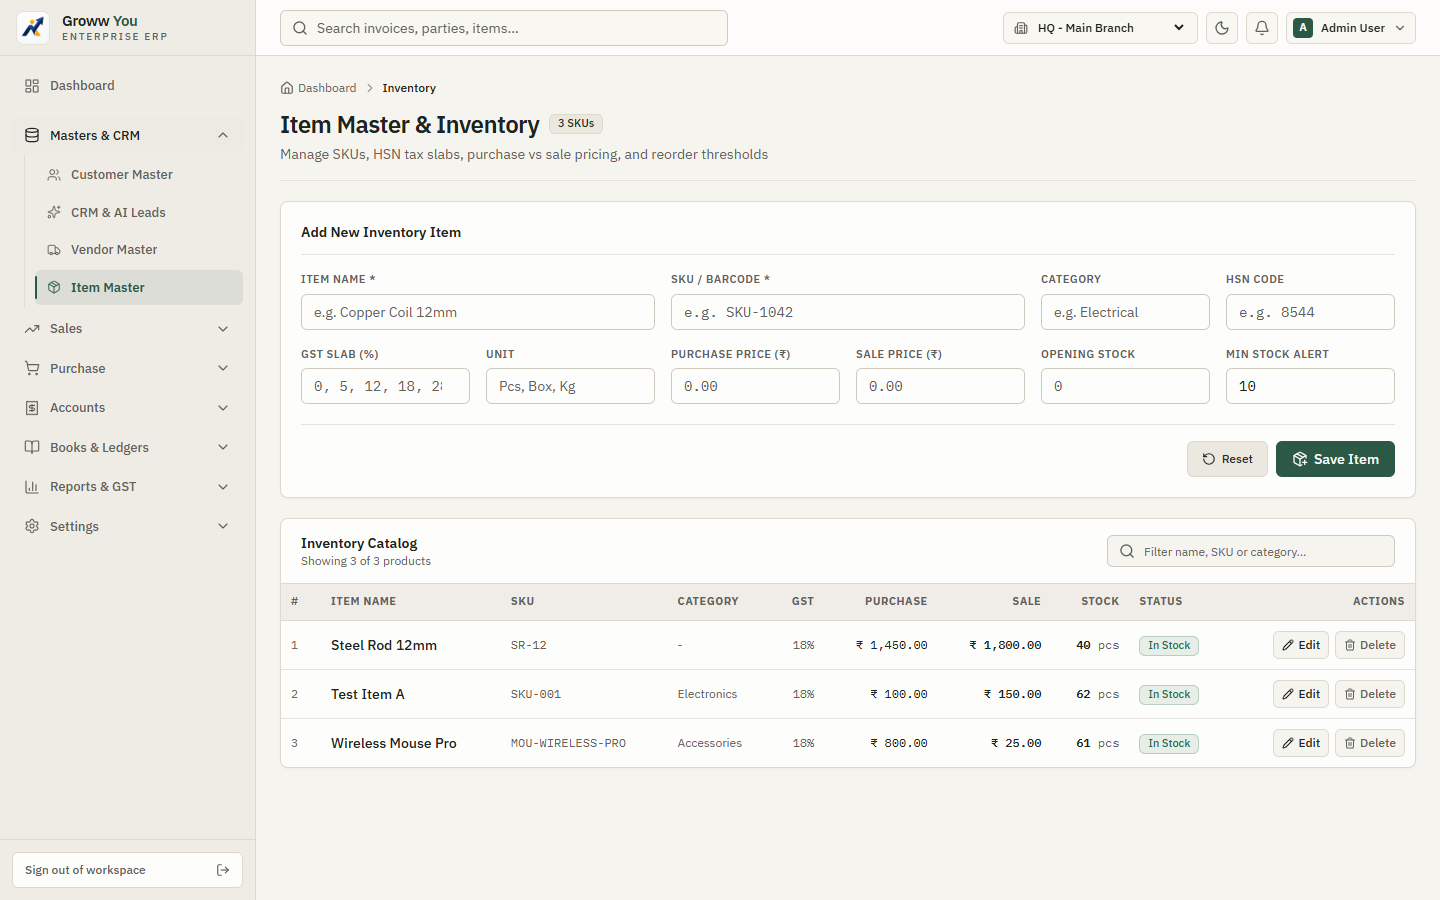 Groww You
ENTERPRISE ERP
Search invoices, parties, items...
HQ - Main Branch
A
Admin User
Dashboard
Masters & CRM
Customer Master
CRM & AI Leads
Vendor Master
Item Master
Sales
Purchase
Accounts
Books & Ledgers
Reports & GST
Settings
Sign out of workspace
Dashboard > Inventory
Item Master & Inventory 3 SKUs
Manage SKUs, HSN tax slabs, purchase vs sale pricing, and reorder thresholds
Add New Inventory Item
ITEM NAME * SKU / BARCODE * CATEGORY HSN CODE
e.g. Copper Coil 12mm e.g. SKU-1042 e.g. Electrical e.g. 8544
GST SLAB (%) UNIT PURCHASE PRICE (₹) SALE PRICE (₹) OPENING STOCK MIN STOCK ALERT
0, 5, 12, 18, Pcs, Box, Kg 0.00 0.00 0 10
Reset Save Item
Inventory Catalog
Showing 3 of 3 products
Filter name, SKU or category...
# ITEM NAME SKU CATEGORY GST PURCHASE SALE STOCK STATUS ACTIONS
1 Steel Rod 12mm SR-12 - 18% ₹ 1,450.00 ₹ 1,800.00 40 pcs In Stock Edit Delete
2 Test Item A SKU-001 Electronics 18% ₹ 100.00 ₹ 150.00 62 pcs In Stock Edit Delete
3 Wireless Mouse Pro MOU-WIRELESS-PRO Accessories 18% ₹ 800.00 ₹ 25.00 61 pcs In Stock Edit Delete